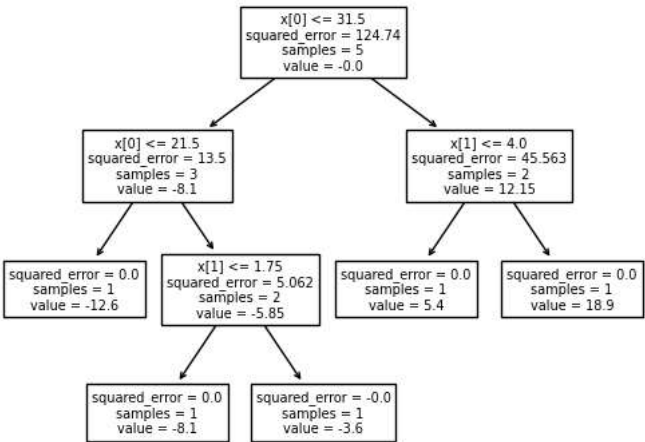 x[0] <= 31.5
squared_error = 124.74
samples = 5
value = -0.0
x[0] <= 21.5
squared_error = 13.5
samples = 3
value = -8.1
x[1] <= 4.0
squared_error = 45.563
samples = 2
value = 12.15
squared_error = 0.0
samples = 1
value = -12.6
x[1] <= 1.75
squared_error = 5.062
samples = 2
value = -5.85
squared_error = 0.0
samples = 1
value = 5.4
squared_error = 0.0
samples = 1
value = 18.9
squared_error = 0.0
samples = 1
value = -8.1
squared_error = -0.0
samples = 1
value = -3.6